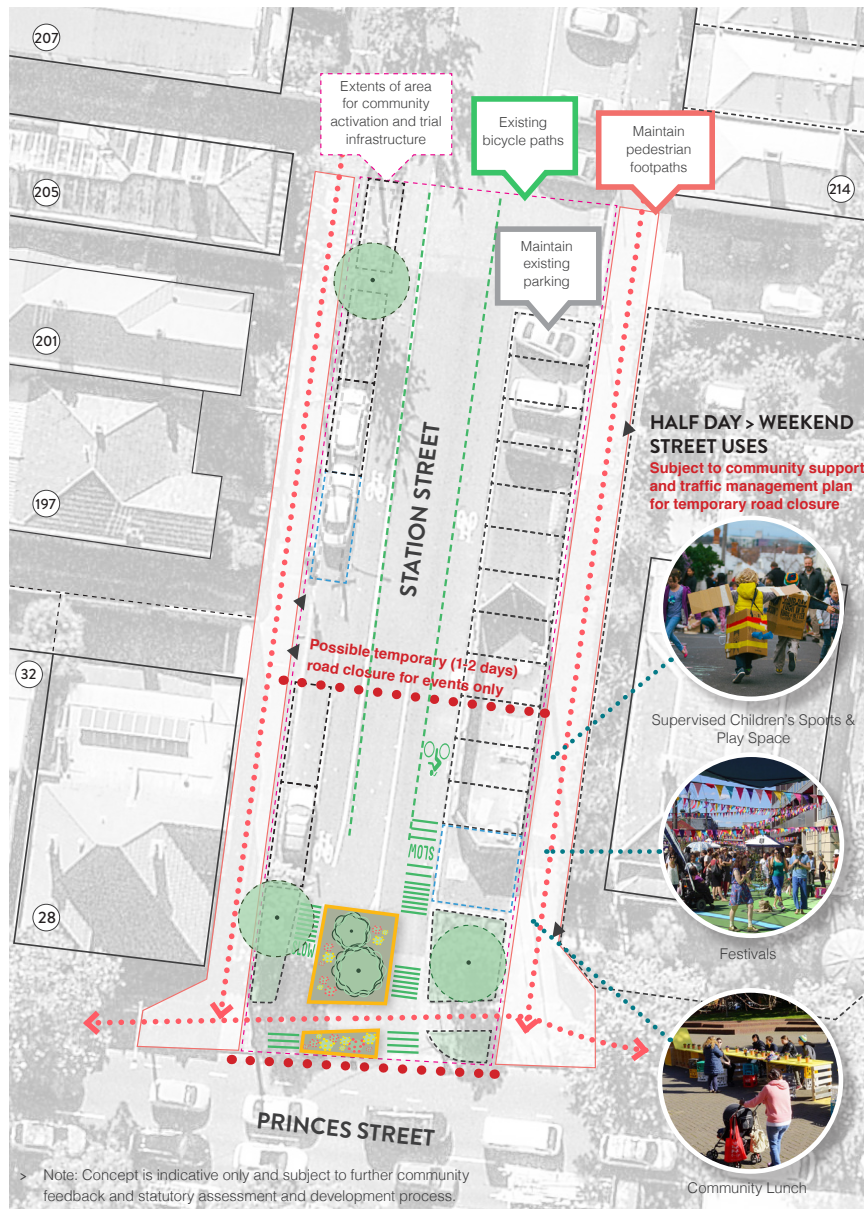 207
Extents of area
for community
activation and trial
infrastructure
Existing
bicycle paths
Maintain
pedestrian
footpaths
205
214
Maintain
existing
parking
201
HALF DAY > WEEKEND
STREET USES
Subject to community support
and traffic management plan
for temporary road closure
197
STATION STREET
Possible temporary (1-2 days)
road closure for events only
32
Supervised Children's Sports &
Play Space
SLOW
28
Festivals
PRINCES STREET
> Note: Concept is indicative only and subject to further community
feedback and statutory assessment and development process.
Community Lunch